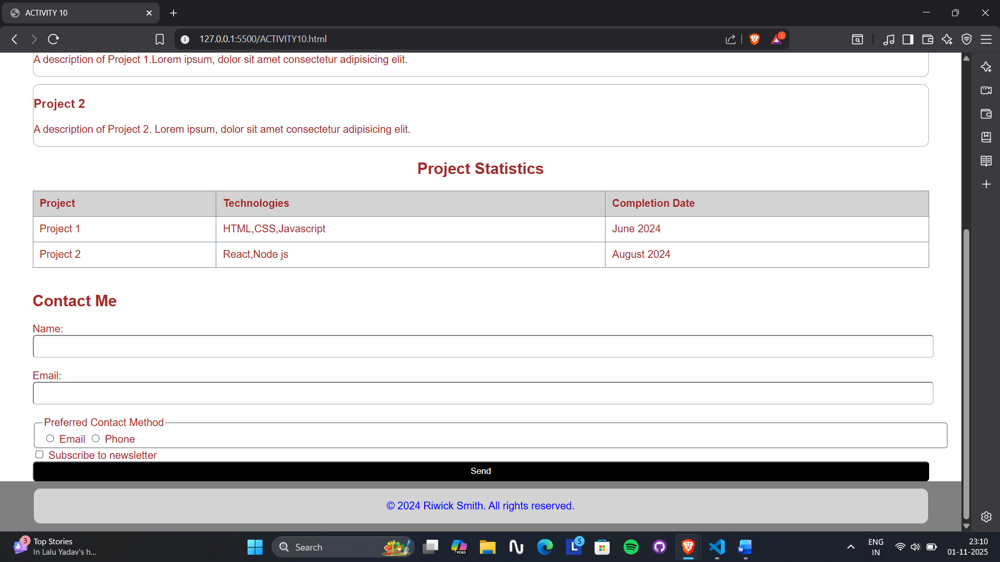 ACTIVITY 10
127.0.0.1:5500/ACTIVITY10.html
1
A description of Project 1.Lorem ipsum, dolor sit amet consectetur adipisicing elit.
Project 2
A description of Project 2. Lorem ipsum, dolor sit amet consectetur adipisicing elit.
Project Statistics
Project Technologies Completion Date
Project 1 HTML,CSS,Javascript June 2024
Project 2 React,Node js August 2024
Contact Me
Name:
Email:
Preferred Contact Method
Email Phone
Subscribe to newsletter
Send
© 2024 Riwick Smith. All rights reserved.
3
Top Stories
In Lalu Yadav's h...
Search
M365
L
5
W
ENG
IN
23:10
01-11-2025